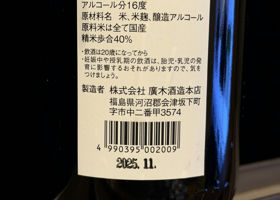 アルコール分16度
原材料名 米、米麹、醸造アルコール
原料米は全て国産
精米歩合40%
・飲酒は20歳になってから
・妊娠中や授乳期の飲酒は、胎児・乳児の発
育に影響するおそれがありますので、気を
つけましょう。
製造者 株式会社 廣木酒造本店
福島県河沼郡会津坂下町
字市中二番甲3574
4990395002009
2025.11.